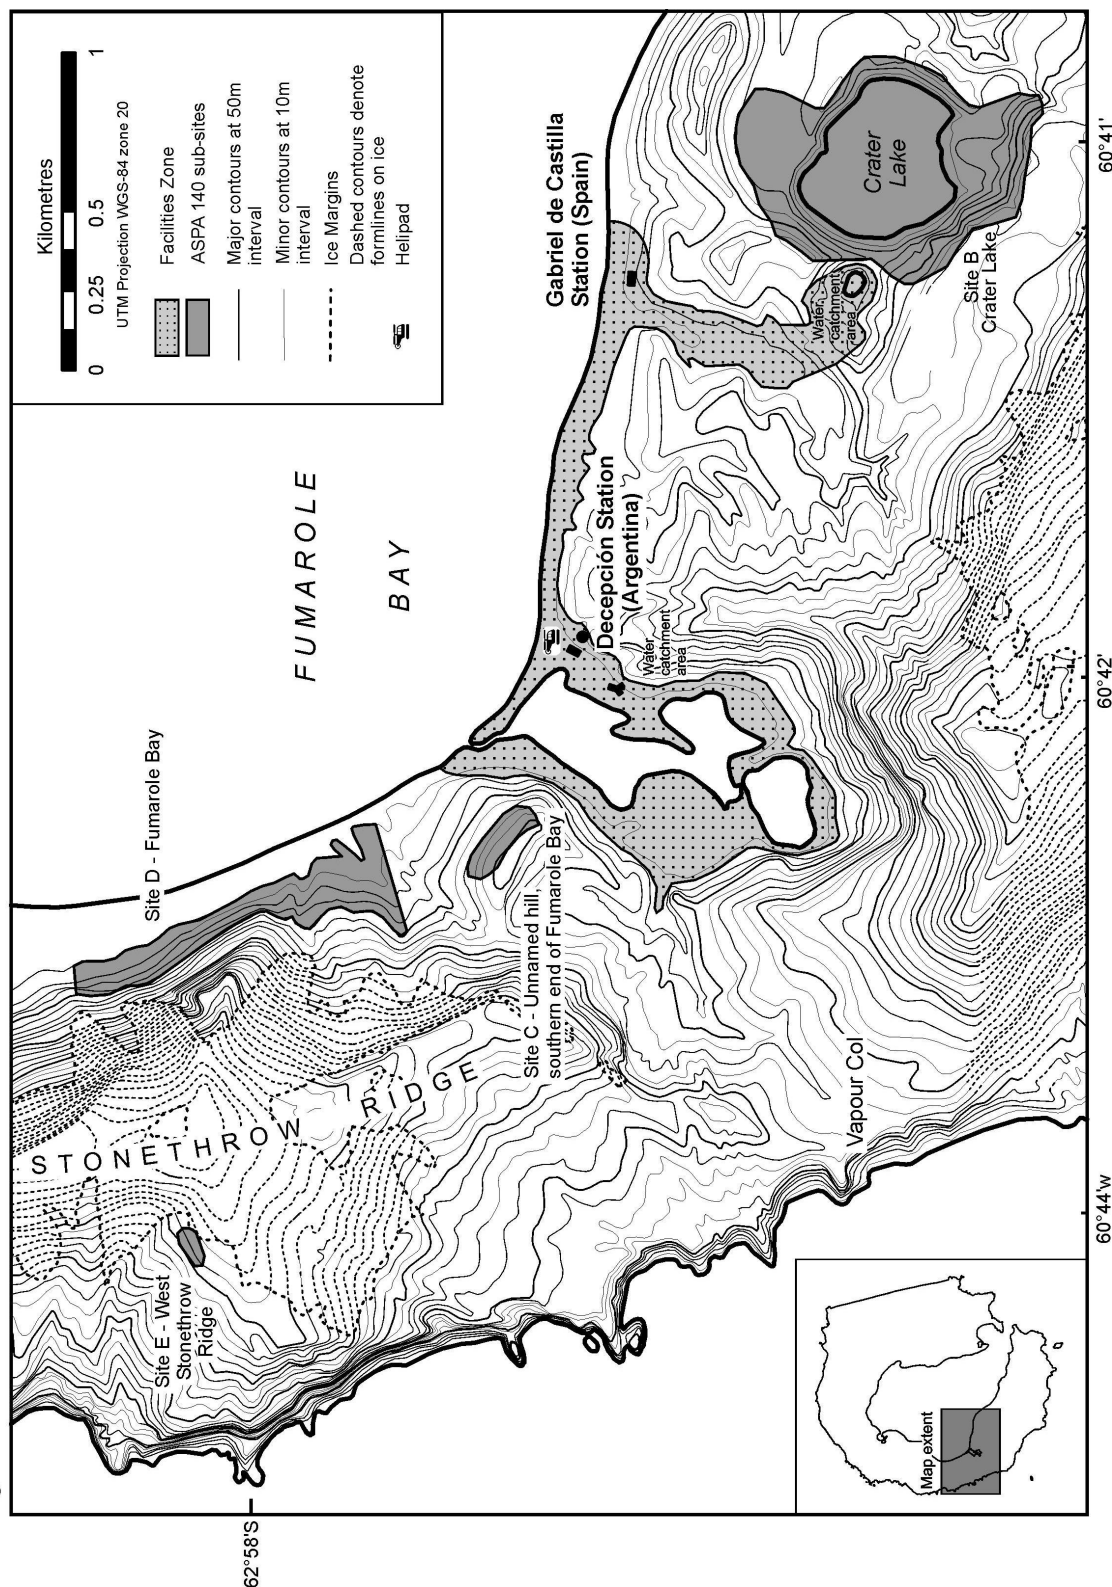 Kilometres
0
0.25
0.5
1
UTM Projection WGS-84 zone 20
Facilities Zone
ASPA 140 sub-sites
Major contours at 50m
interval
Minor contours at 10m
interval
Ice Margins
Dashed contours denote
formlines on ice
Helipad
FUMAROLE
BAY
Site D - Fumarole Bay
Gabriel de Castilla
Station (Spain)
Decepción Station
(Argentina)
Water
catchment
area
Water
catchment
area
Crater
Lake
Site B
Crater Lake
Site C - Unnamed hill,
southern end of Fumarole Bay
STONETHROW RIDGE
Site E - West
Stonethrow
Ridge
Vapour Col
Map extent
62°58'S
60°44'W
60°42'
60°41'